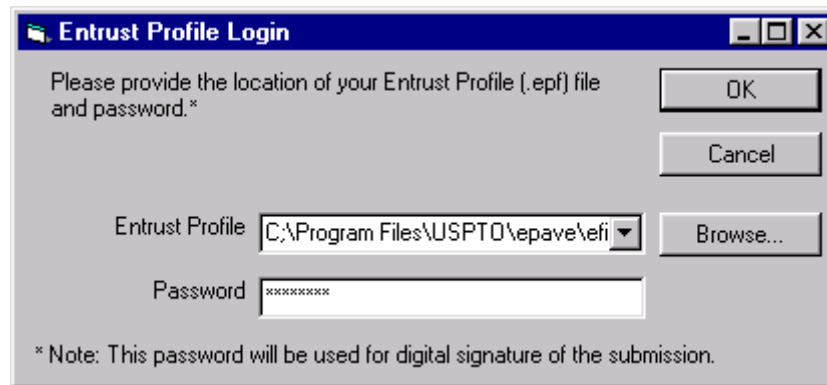 Entrust Profile Login
Please provide the location of your Entrust Profile (.epf) file
and password.*
OK
Cancel
Entrust Profile
C;\Program Files\USPTO\epave\efi
Browse...
Password
********
* Note: This password will be used for digital signature of the submission.